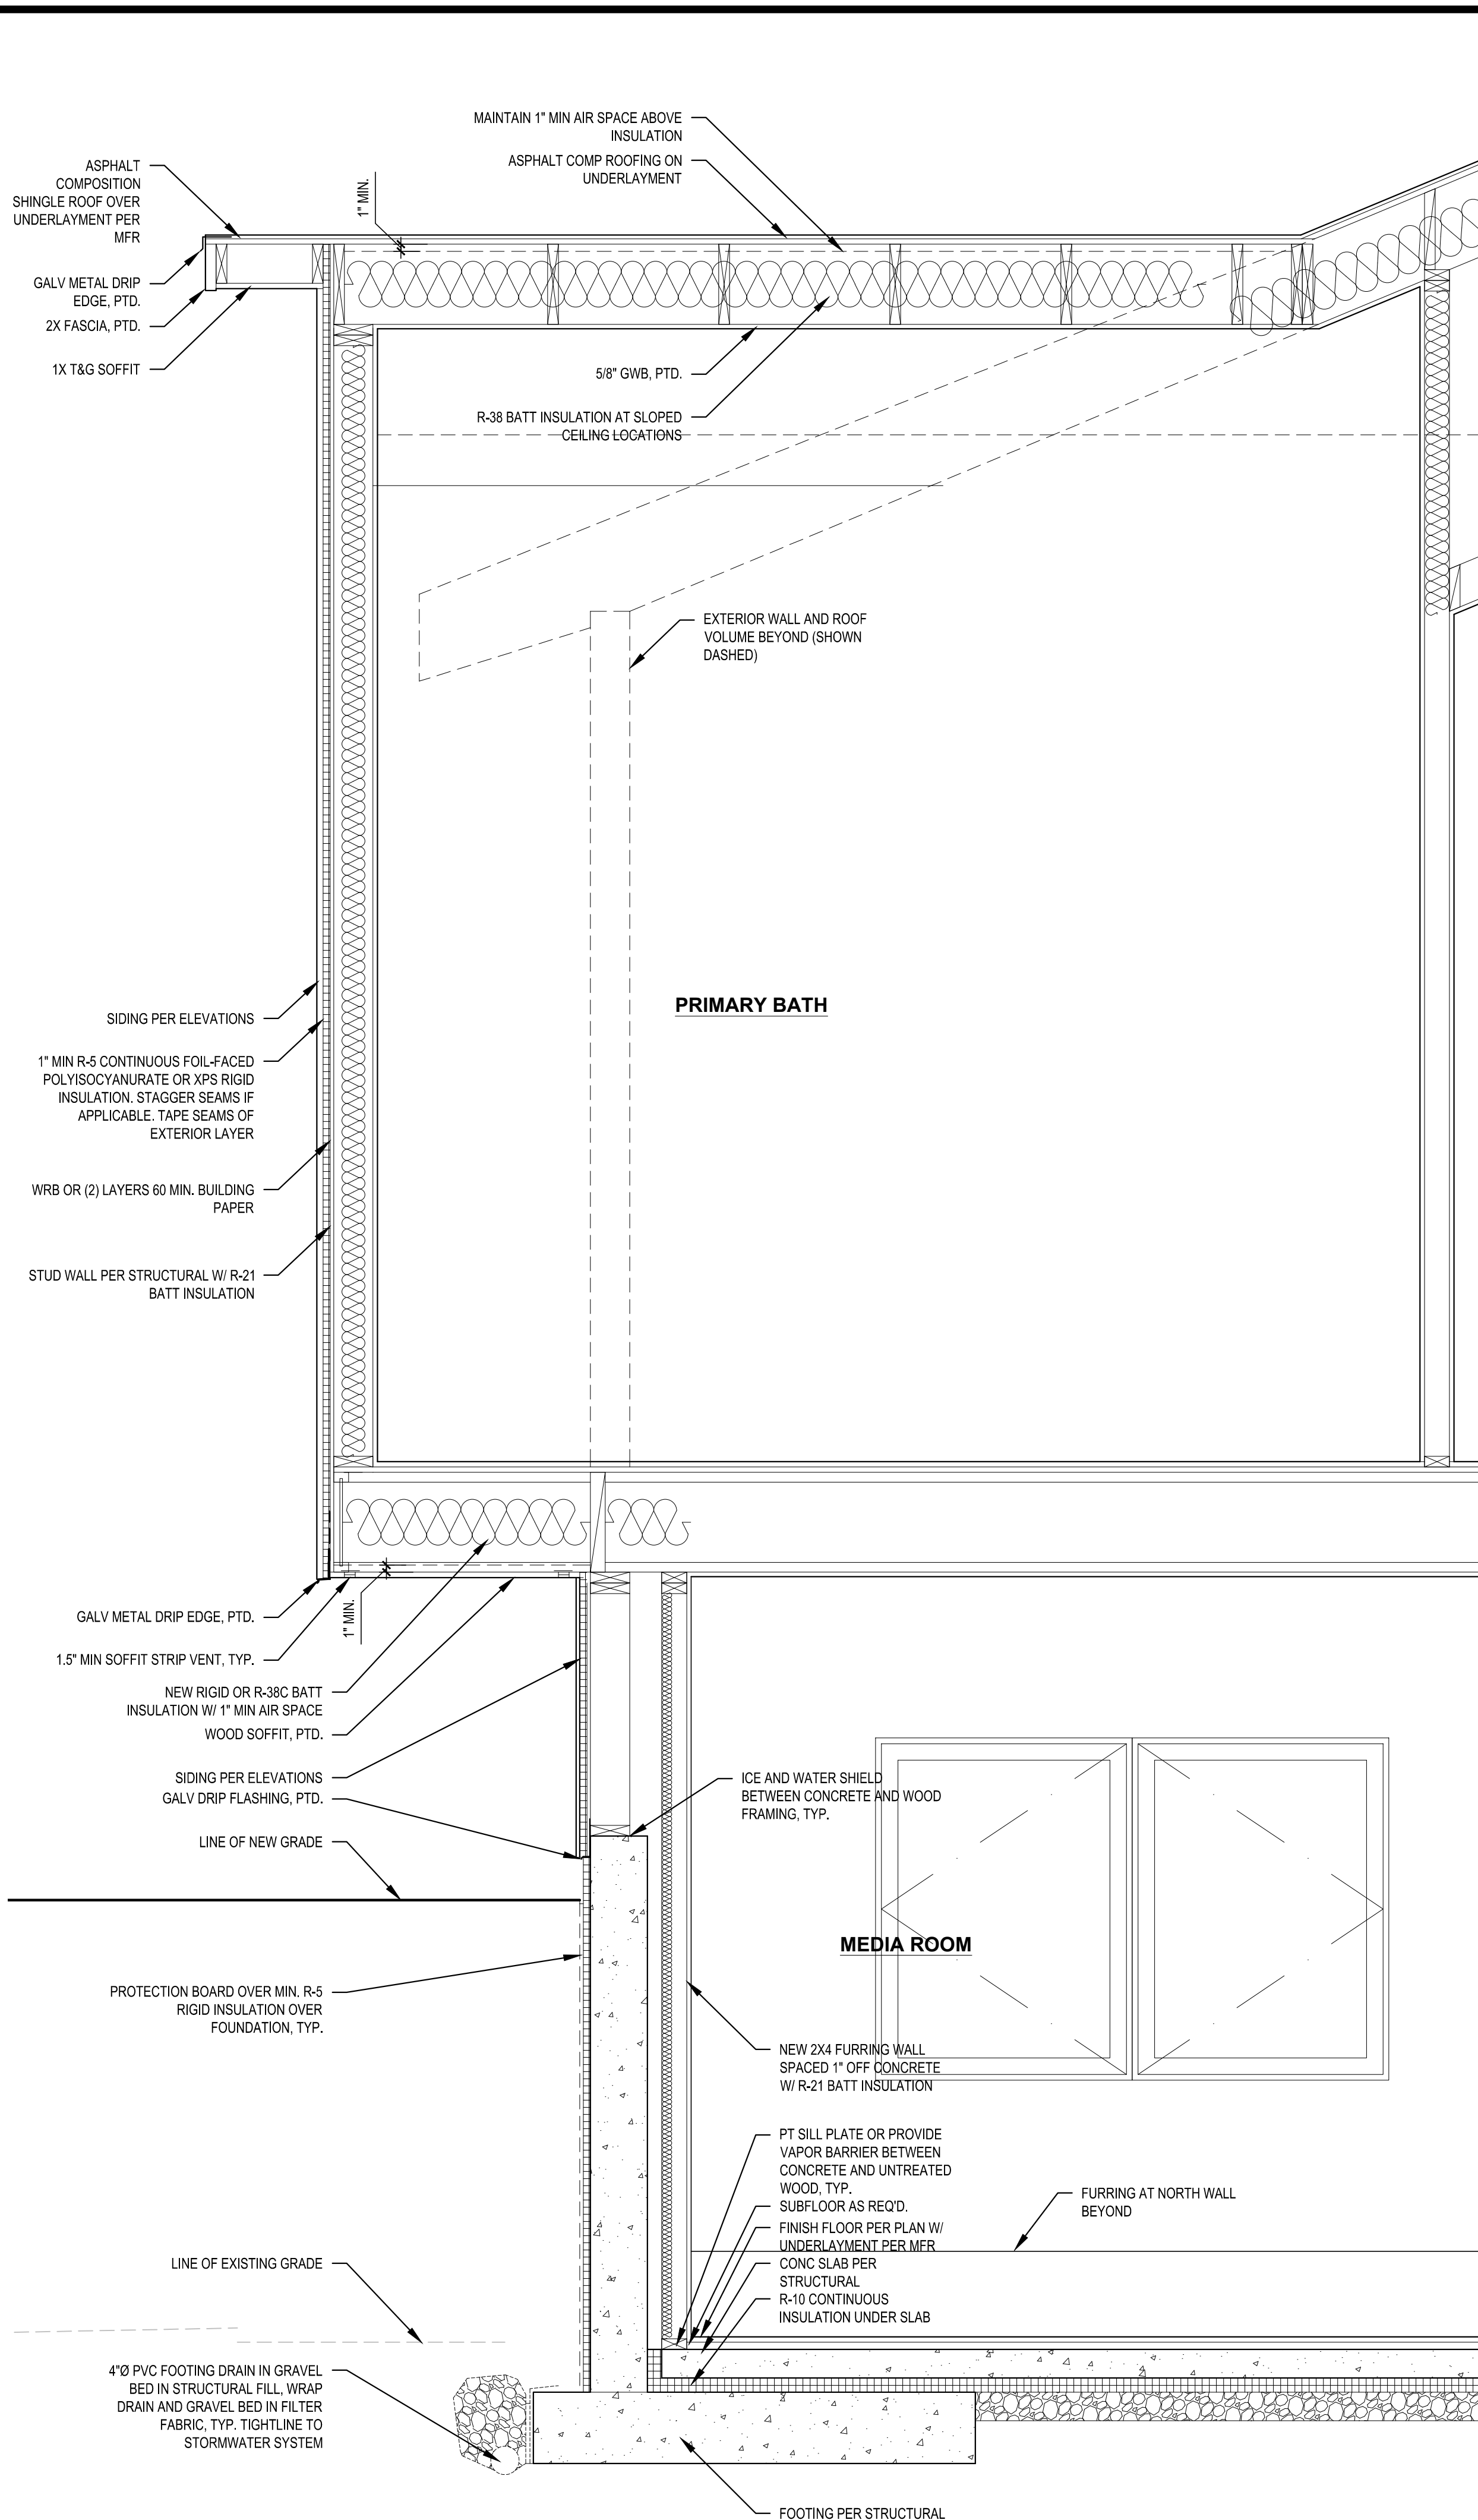 MAINTAIN 1" MIN AIR SPACE ABOVE
INSULATION
ASPHALT COMP ROOFING ON
UNDERLAYMENT
ASPHALT
COMPOSITION
SHINGLE ROOF OVER
UNDERLAYMENT PER
MFR
1" MIN.
GALV METAL DRIP
EDGE, PTD.
2X FASCIA, PTD.
1X T&G SOFFIT
5/8" GWB, PTD.
R-38 BATT INSULATION AT SLOPED
CEILING LOCATIONS
EXTERIOR WALL AND ROOF
VOLUME BEYOND (SHOWN
DASHED)
PRIMARY BATH
SIDING PER ELEVATIONS
1" MIN R-5 CONTINUOUS FOIL-FACED
POLYISOCYANURATE OR XPS RIGID
INSULATION. STAGGER SEAMS IF
APPLICABLE. TAPE SEAMS OF
EXTERIOR LAYER
WRB OR (2) LAYERS 60 MIN. BUILDING
PAPER
STUD WALL PER STRUCTURAL W/ R-21
BATT INSULATION
GALV METAL DRIP EDGE, PTD.
1" MIN.
1.5" MIN SOFFIT STRIP VENT, TYP.
NEW RIGID OR R-38C BATT
INSULATION W/ 1" MIN AIR SPACE
WOOD SOFFIT, PTD.
SIDING PER ELEVATIONS
GALV DRIP FLASHING, PTD.
LINE OF NEW GRADE
ICE AND WATER SHIELD
BETWEEN CONCRETE AND WOOD
FRAMING, TYP.
MEDIA ROOM
PROTECTION BOARD OVER MIN. R-5
RIGID INSULATION OVER
FOUNDATION, TYP.
NEW 2X4 FURRING WALL
SPACED 1" OFF CONCRETE
W/ R-21 BATT INSULATION
PT SILL PLATE OR PROVIDE
VAPOR BARRIER BETWEEN
CONCRETE AND UNTREATED
WOOD, TYP.
SUBFLOOR AS REQ'D.
FINISH FLOOR PER PLAN W/
UNDERLAYMENT PER MFR
CONC SLAB PER
STRUCTURAL
R-10 CONTINUOUS
INSULATION UNDER SLAB
FURRING AT NORTH WALL
BEYOND
LINE OF EXISTING GRADE
4"Ø PVC FOOTING DRAIN IN GRAVEL
BED IN STRUCTURAL FILL, WRAP
DRAIN AND GRAVEL BED IN FILTER
FABRIC, TYP. TIGHTLINE TO
STORMWATER SYSTEM
FOOTING PER STRUCTURAL